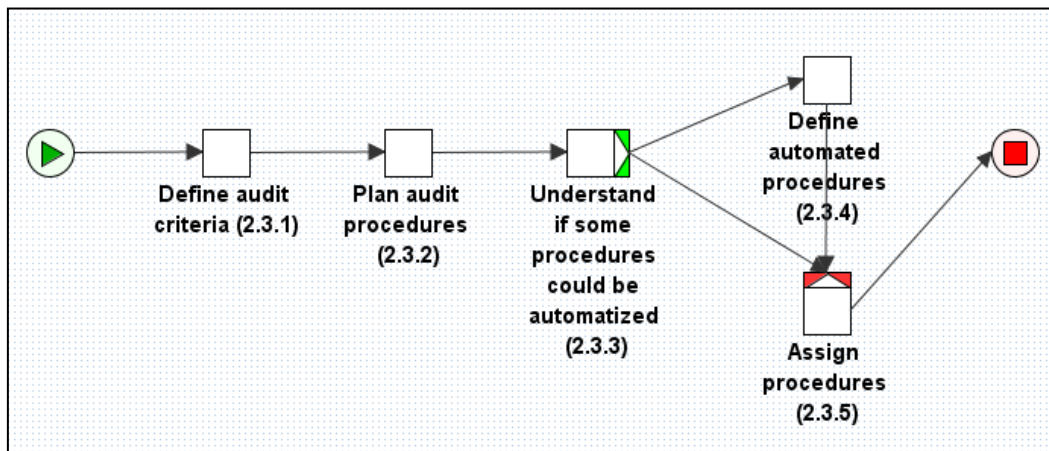 Define audit
criteria (2.3.1)
Plan audit
procedures
(2.3.2)
Understand
if some
procedures
could be
automatized
(2.3.3)
Define
automated
procedures
(2.3.4)
Assign
procedures
(2.3.5)